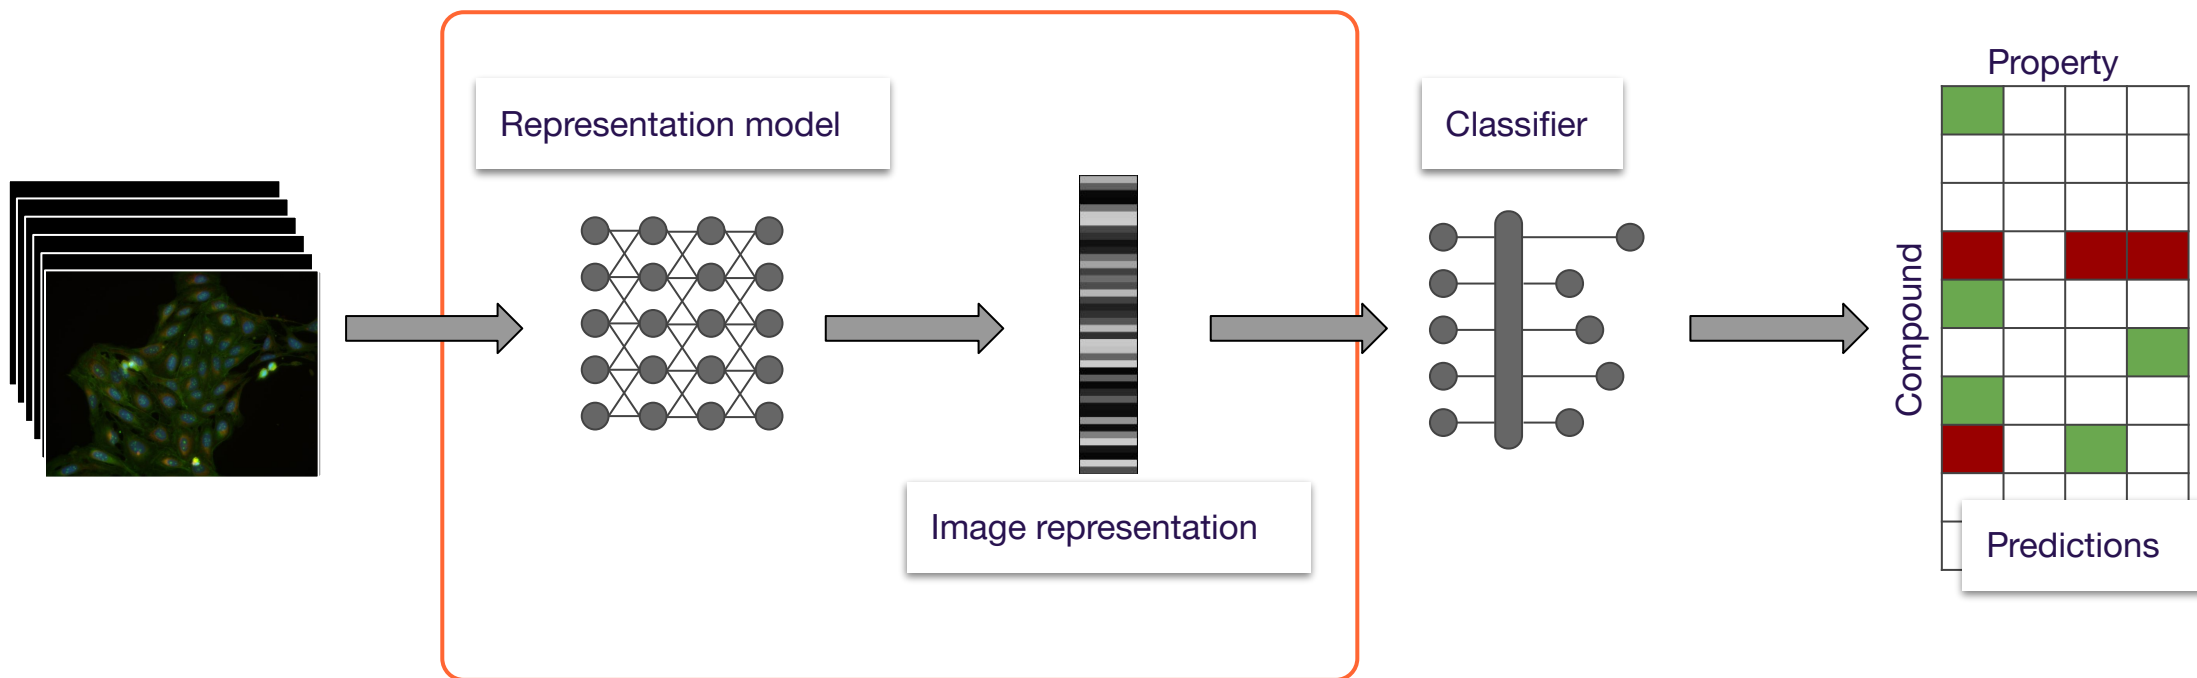 Representation model
Image representation
Classifier
Property
Compound
Predictions